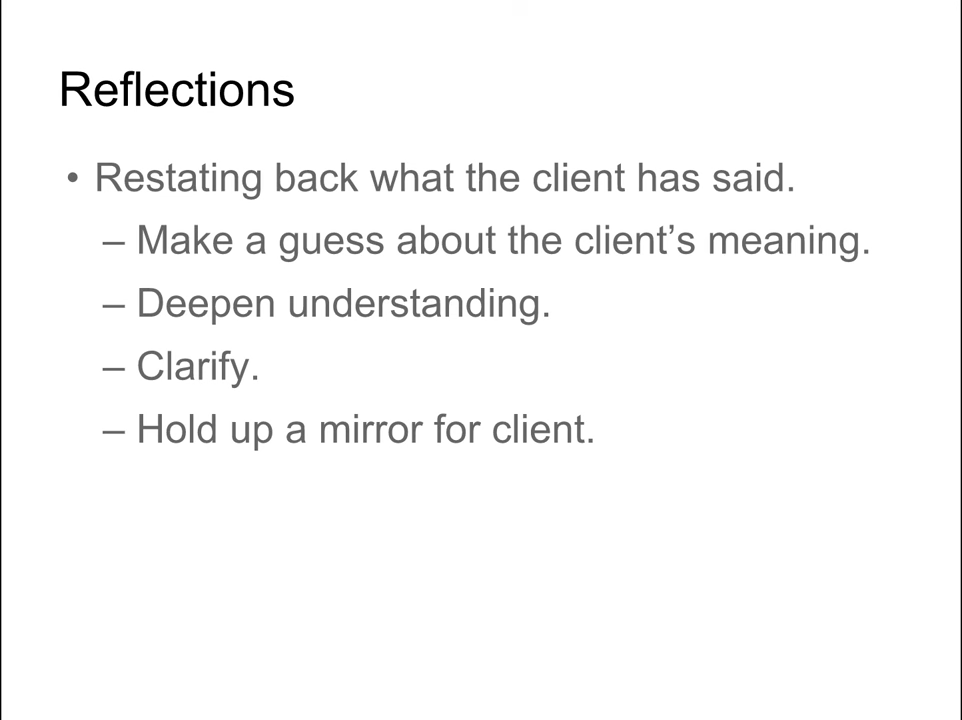 Reflections
• Restating back what the client has said.
– Make a guess about the client’s meaning.
– Deepen understanding.
– Clarify.
– Hold up a mirror for client.